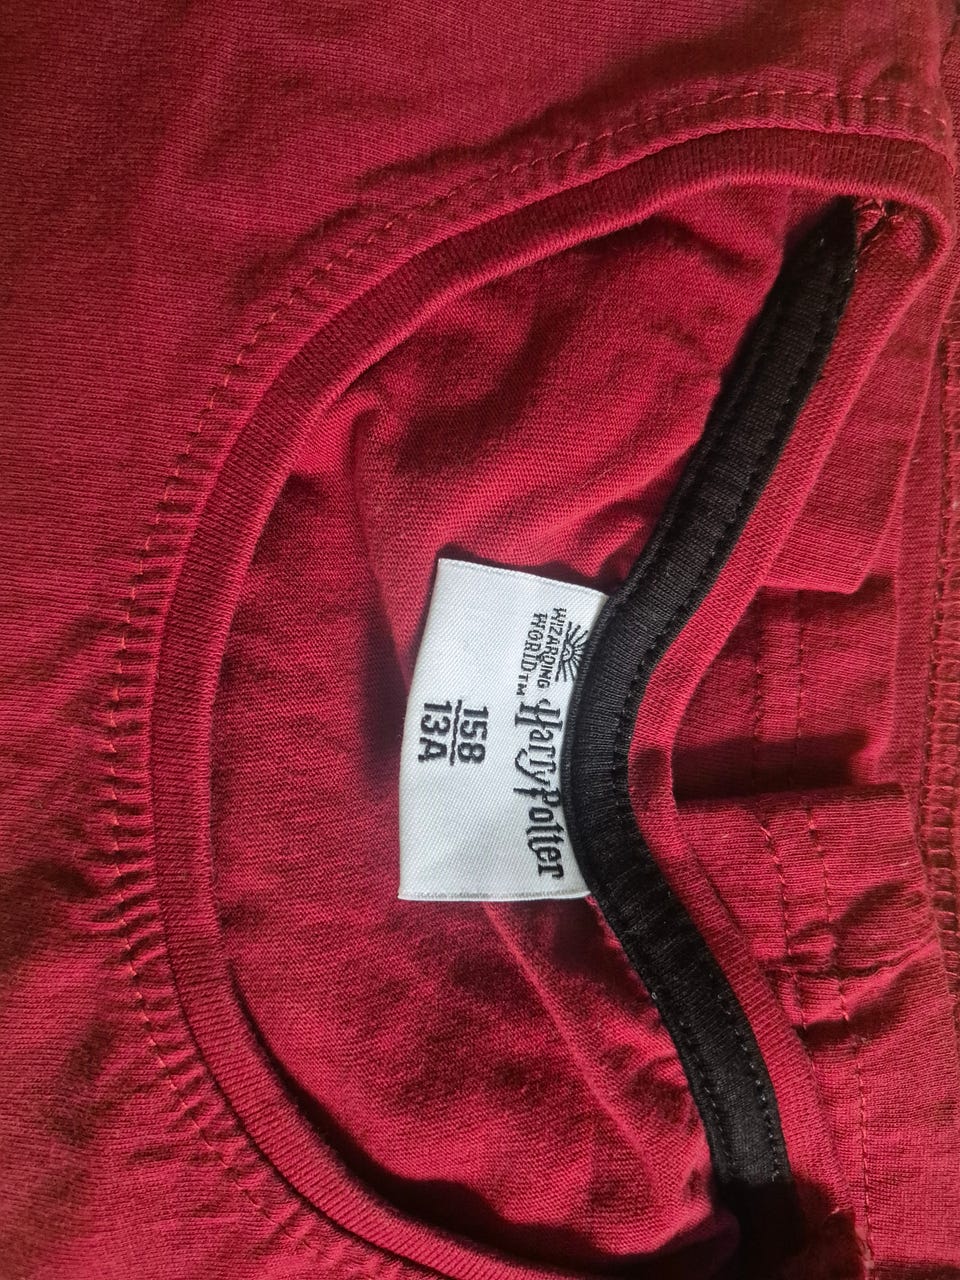 WIZARDING
WORLD™
Harry Potter
158
13A